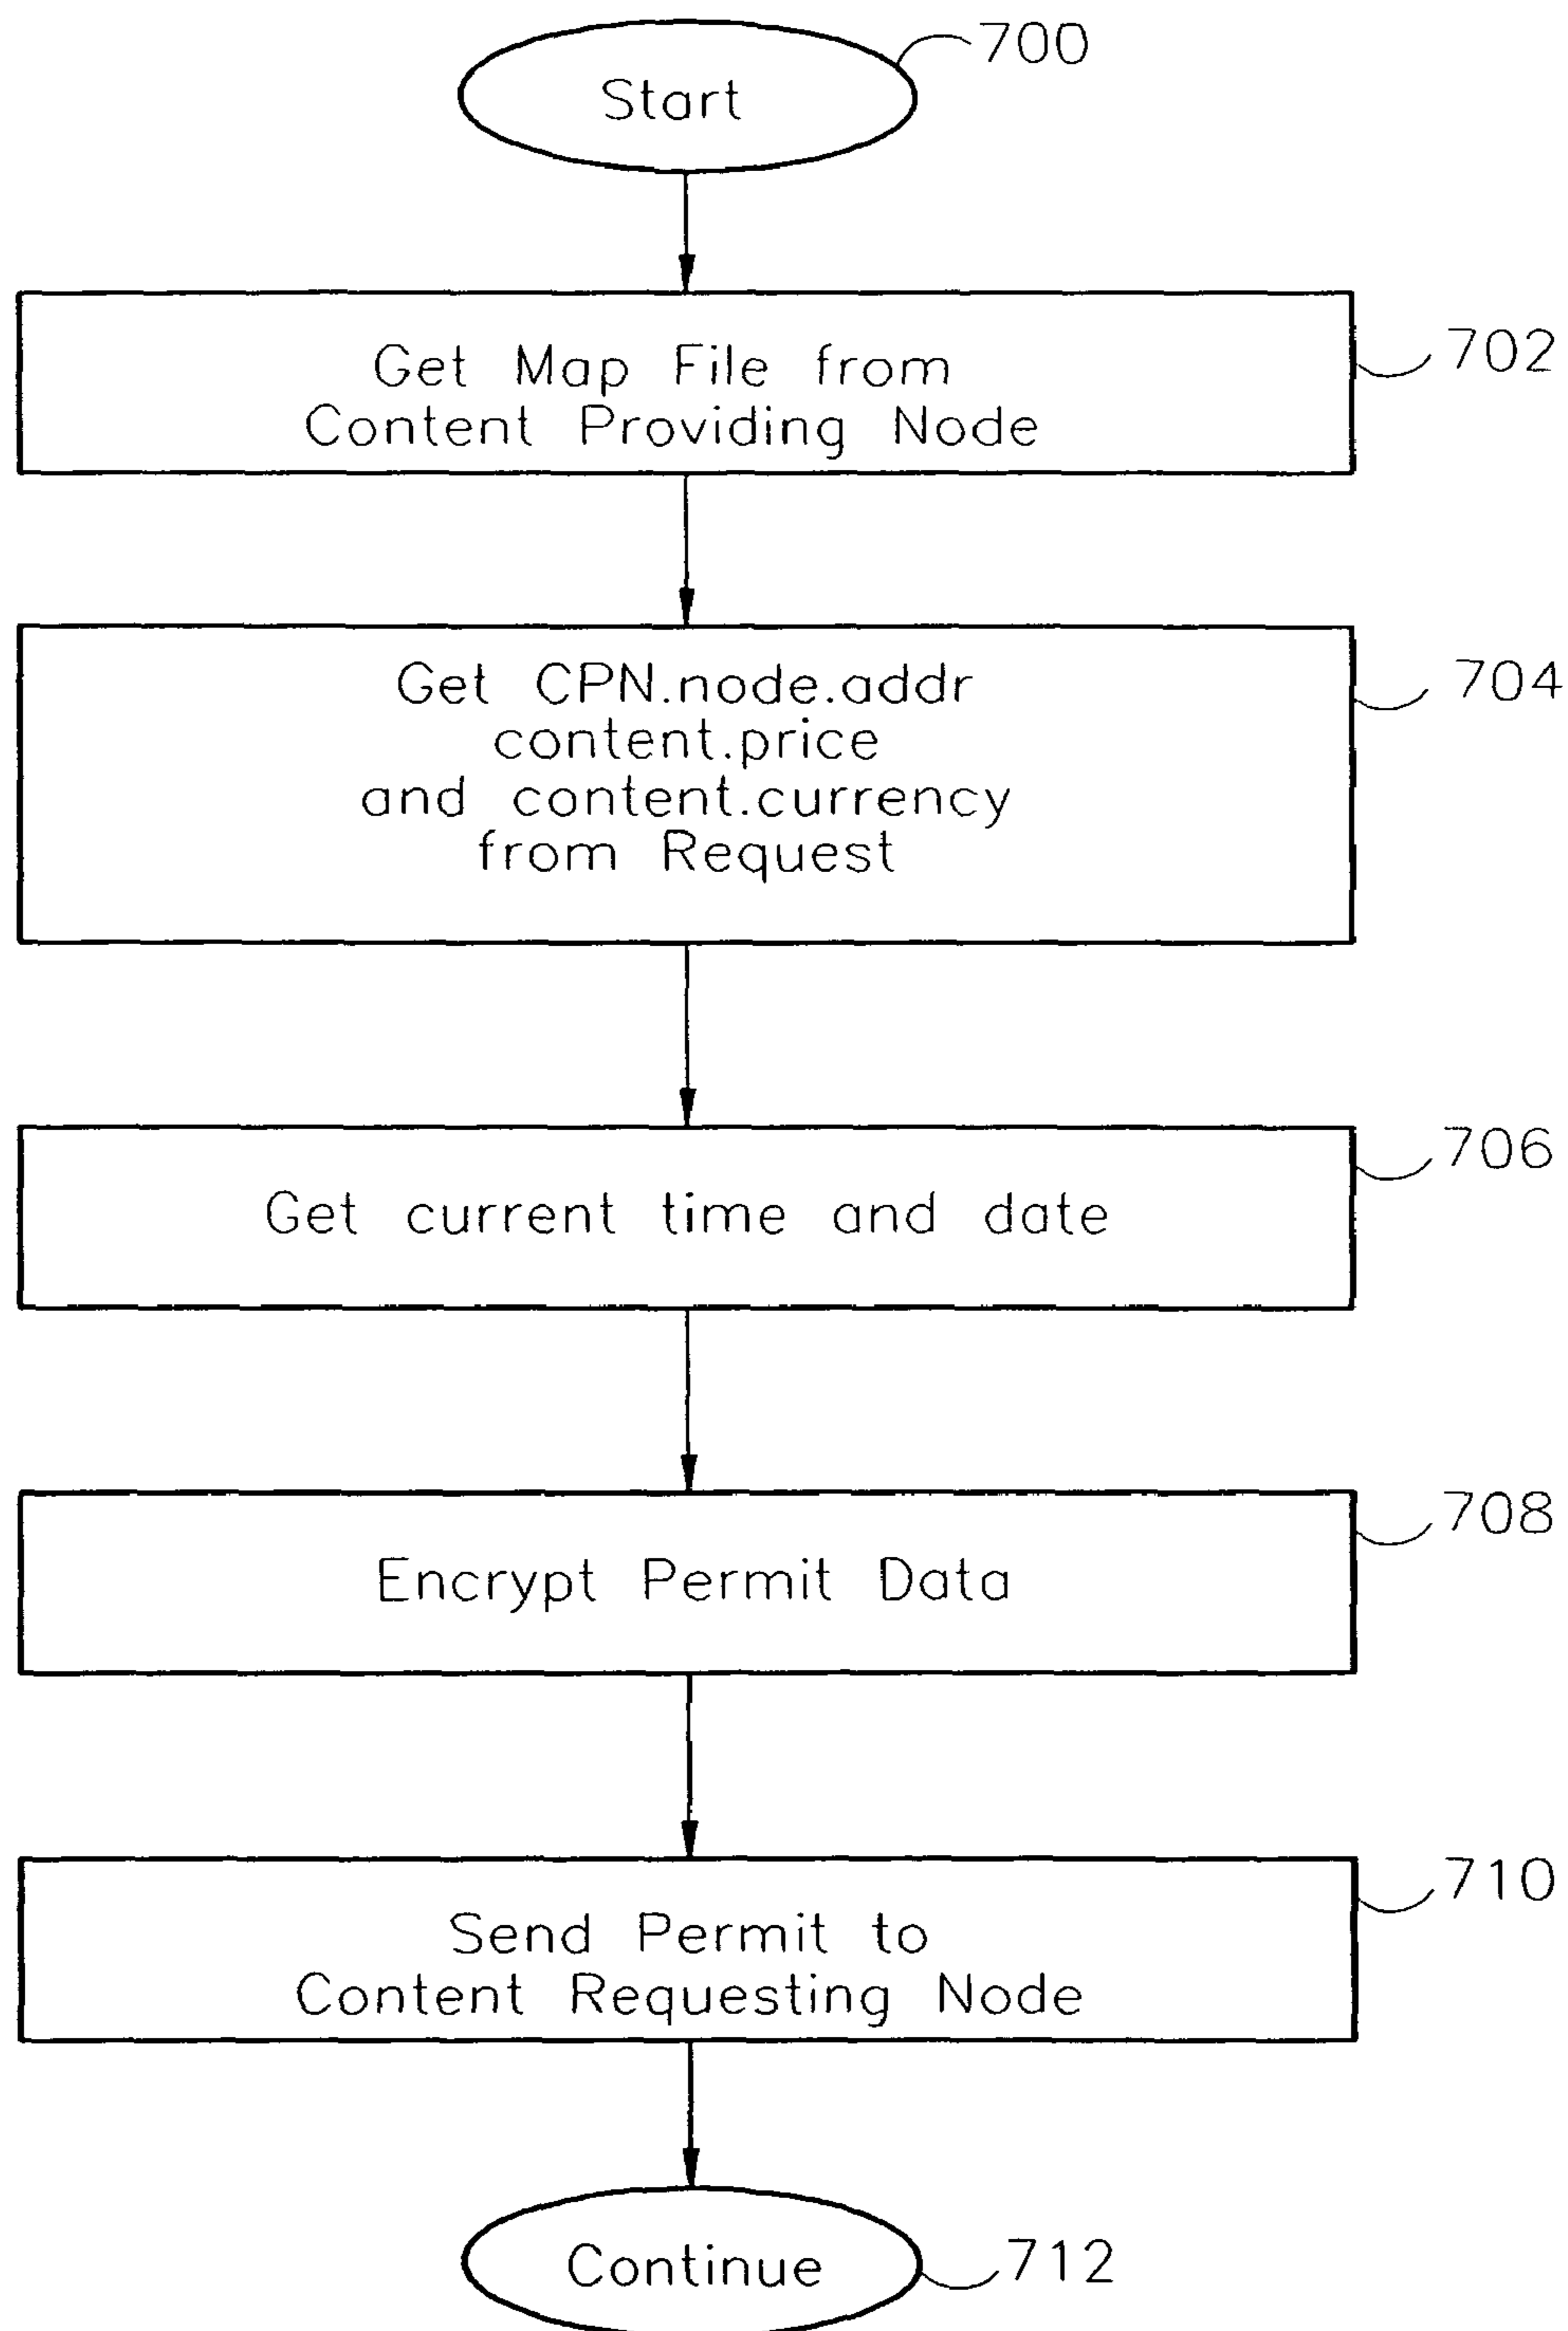 Start
700
Get Map File from
Content Providing Node
702
Get CPN.node.addr
content.price
and content.currency
from Request
704
Get current time and date
706
Encrypt Permit Data
708
Send Permit to
Content Requesting Node
710
Continue
712